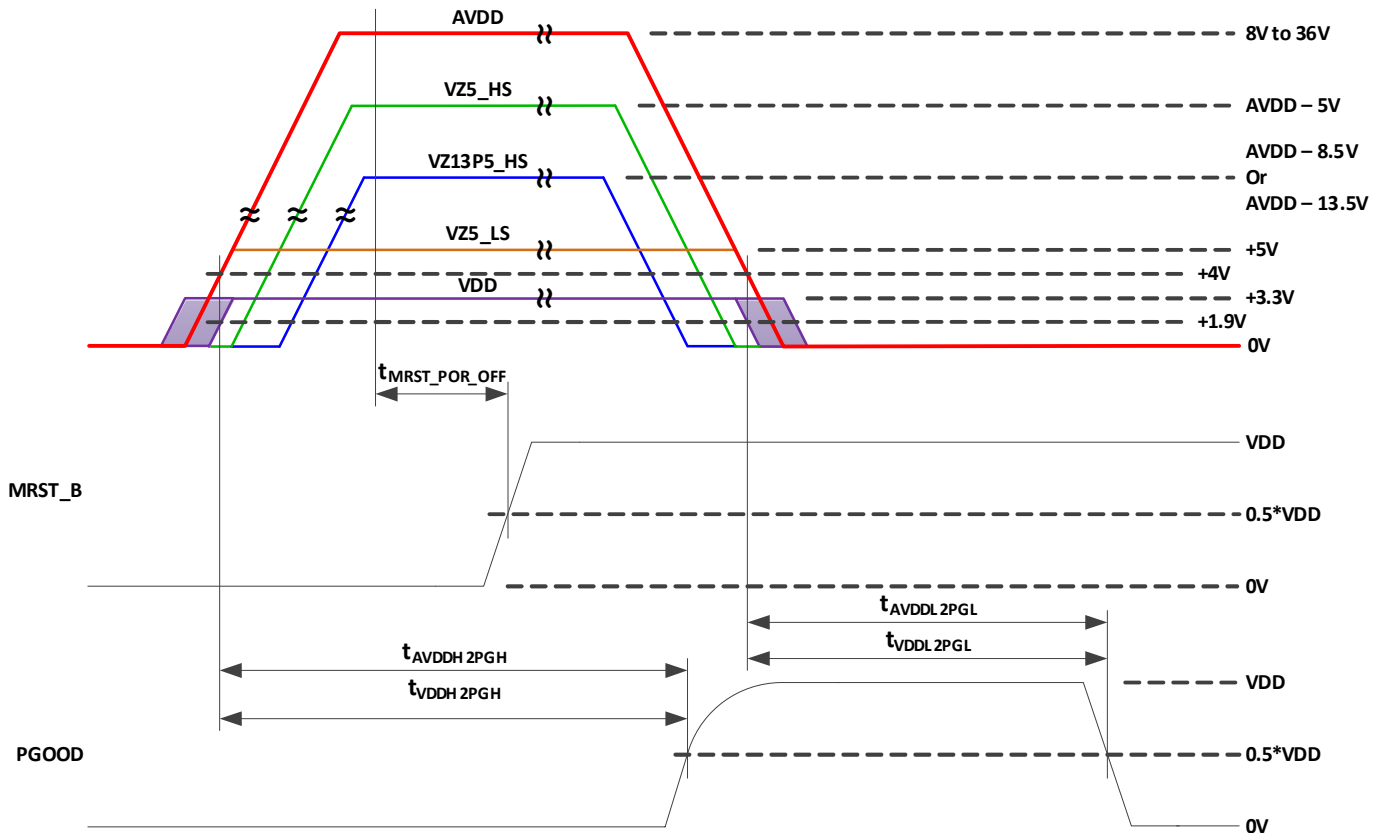 AVDD
8V to 36V
VZ5_HS
AVDD – 5V
VZ13P5_HS
AVDD – 8.5V
Or
AVDD – 13.5V
VZ5_LS
+5V
+4V
VDD
+3.3V
+1.9V
0V
tMRST_POR_OFF
VDD
MRST_B
0.5*VDD
0V
tAVDDL2PGL
tVDDL2PGL
tAVDDH2PGH
tVDDH2PGH
VDD
PGOOD
0.5*VDD
0V